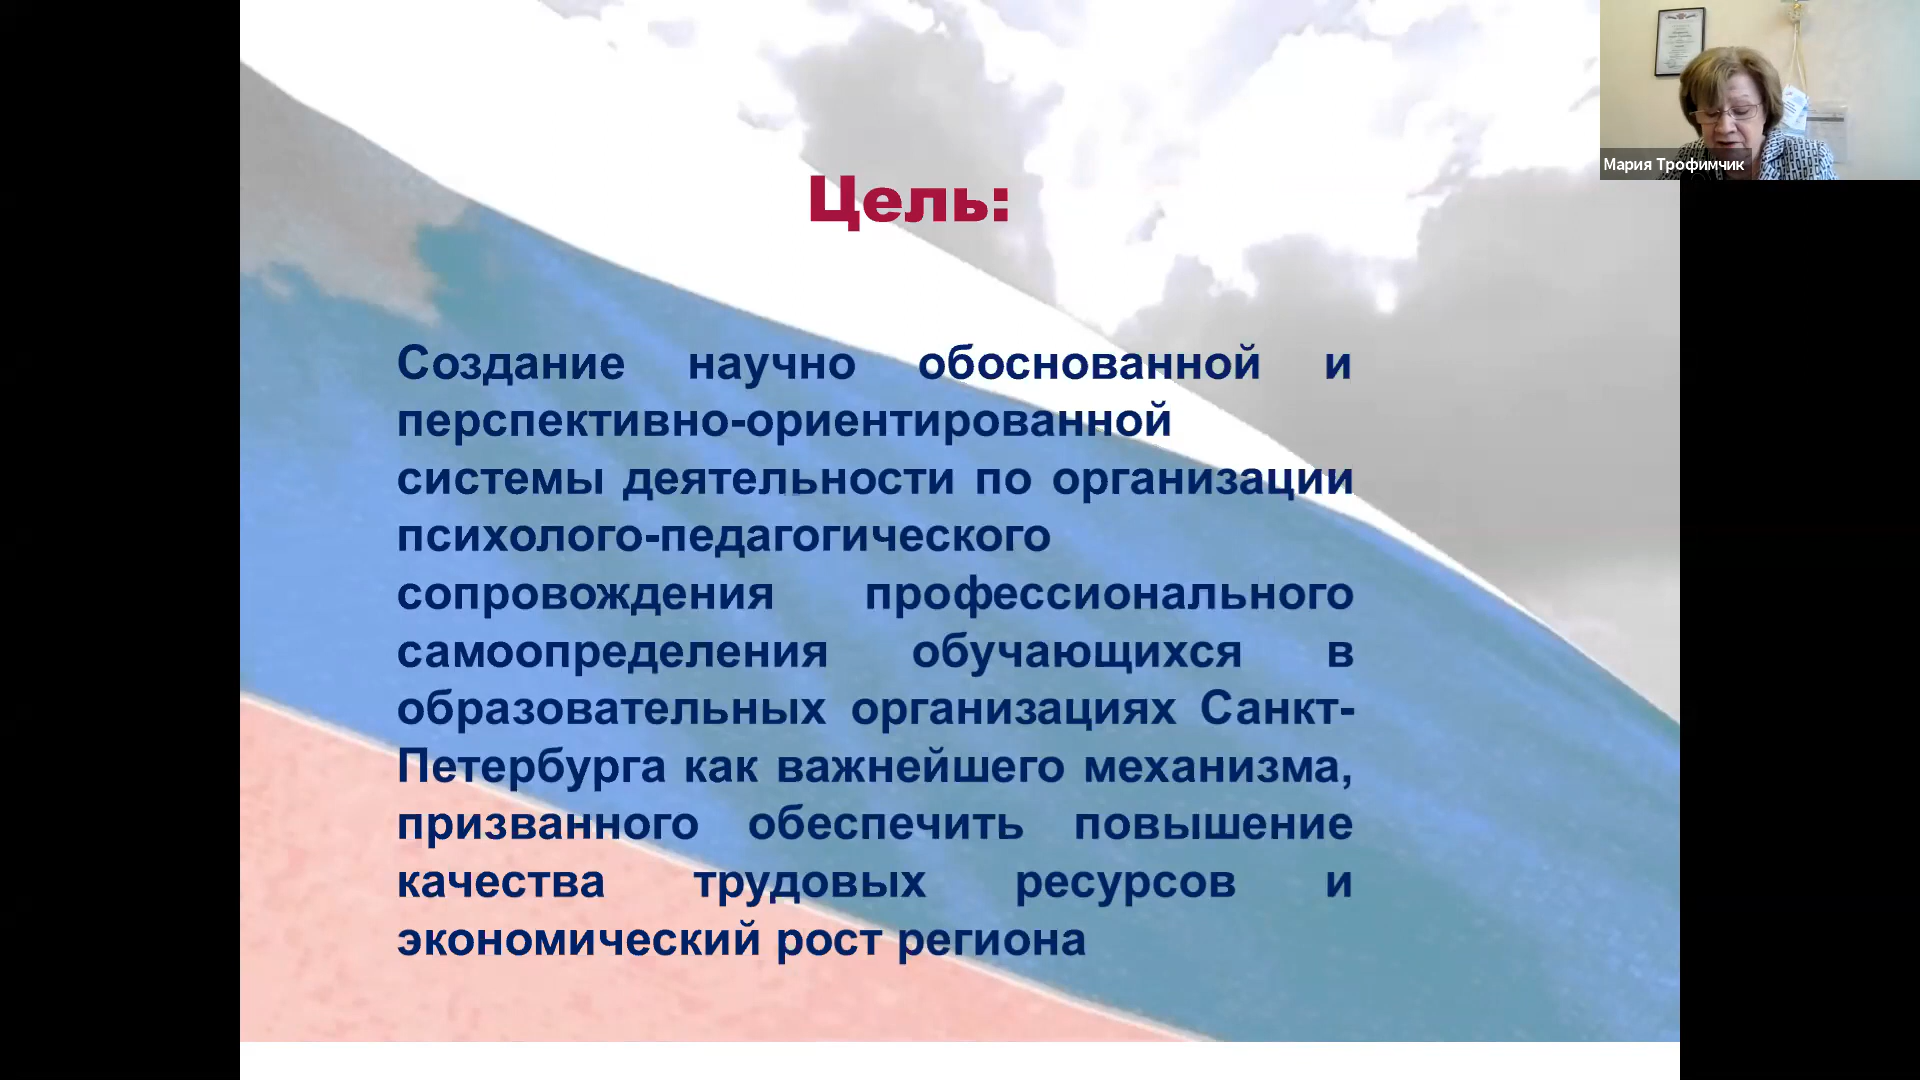 Цель:
Создание научно обоснованной и
перспективно-ориентированной
системы деятельности по организации
психолого-педагогического
сопровождения профессионального
самоопределения обучающихся в
образовательных организациях Санкт-
Петербурга как важнейшего механизма,
призванного обеспечить повышение
качества трудовых ресурсов и
экономический рост региона
Мария Трофимчик